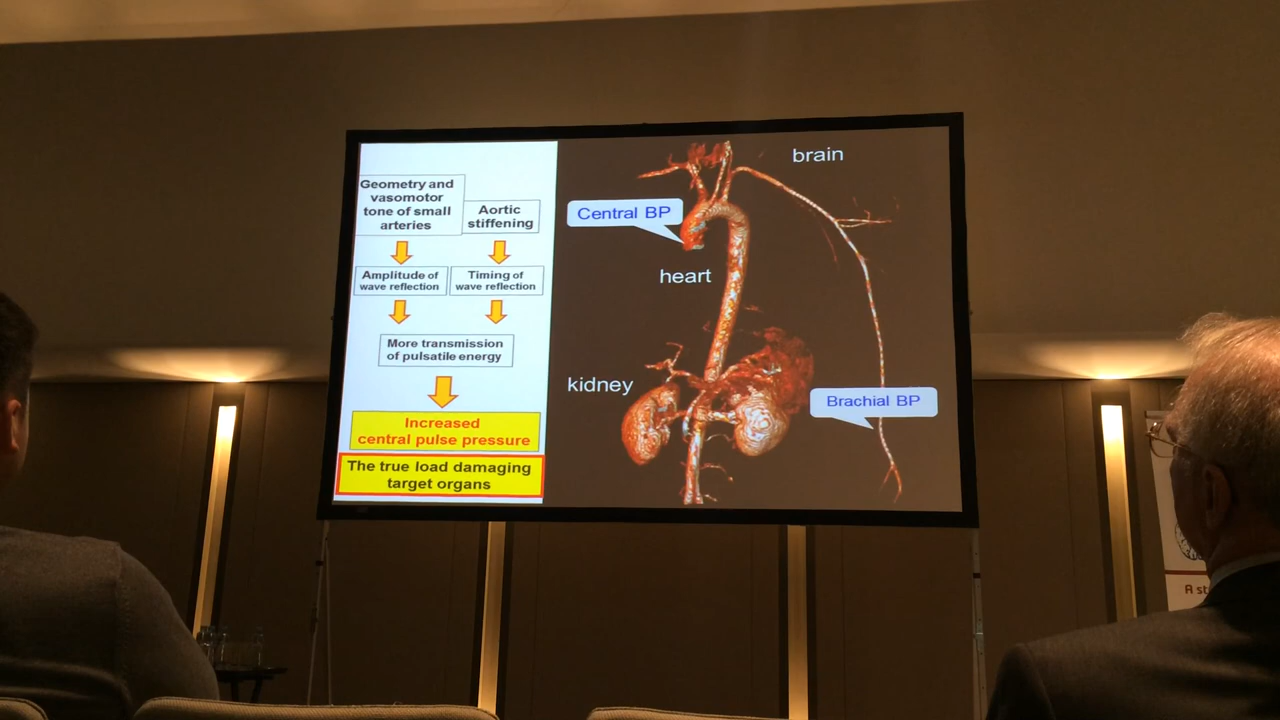 Geometry and
vasomotor
tone of small
arteries
Aortic
stiffening
Amplitude of
wave reflection
Timing of
wave reflection
More transmission
of pulsatile energy
Increased
central pulse pressure
The true load damaging
target organs
brain
Central BP
heart
kidney
Brachial BP